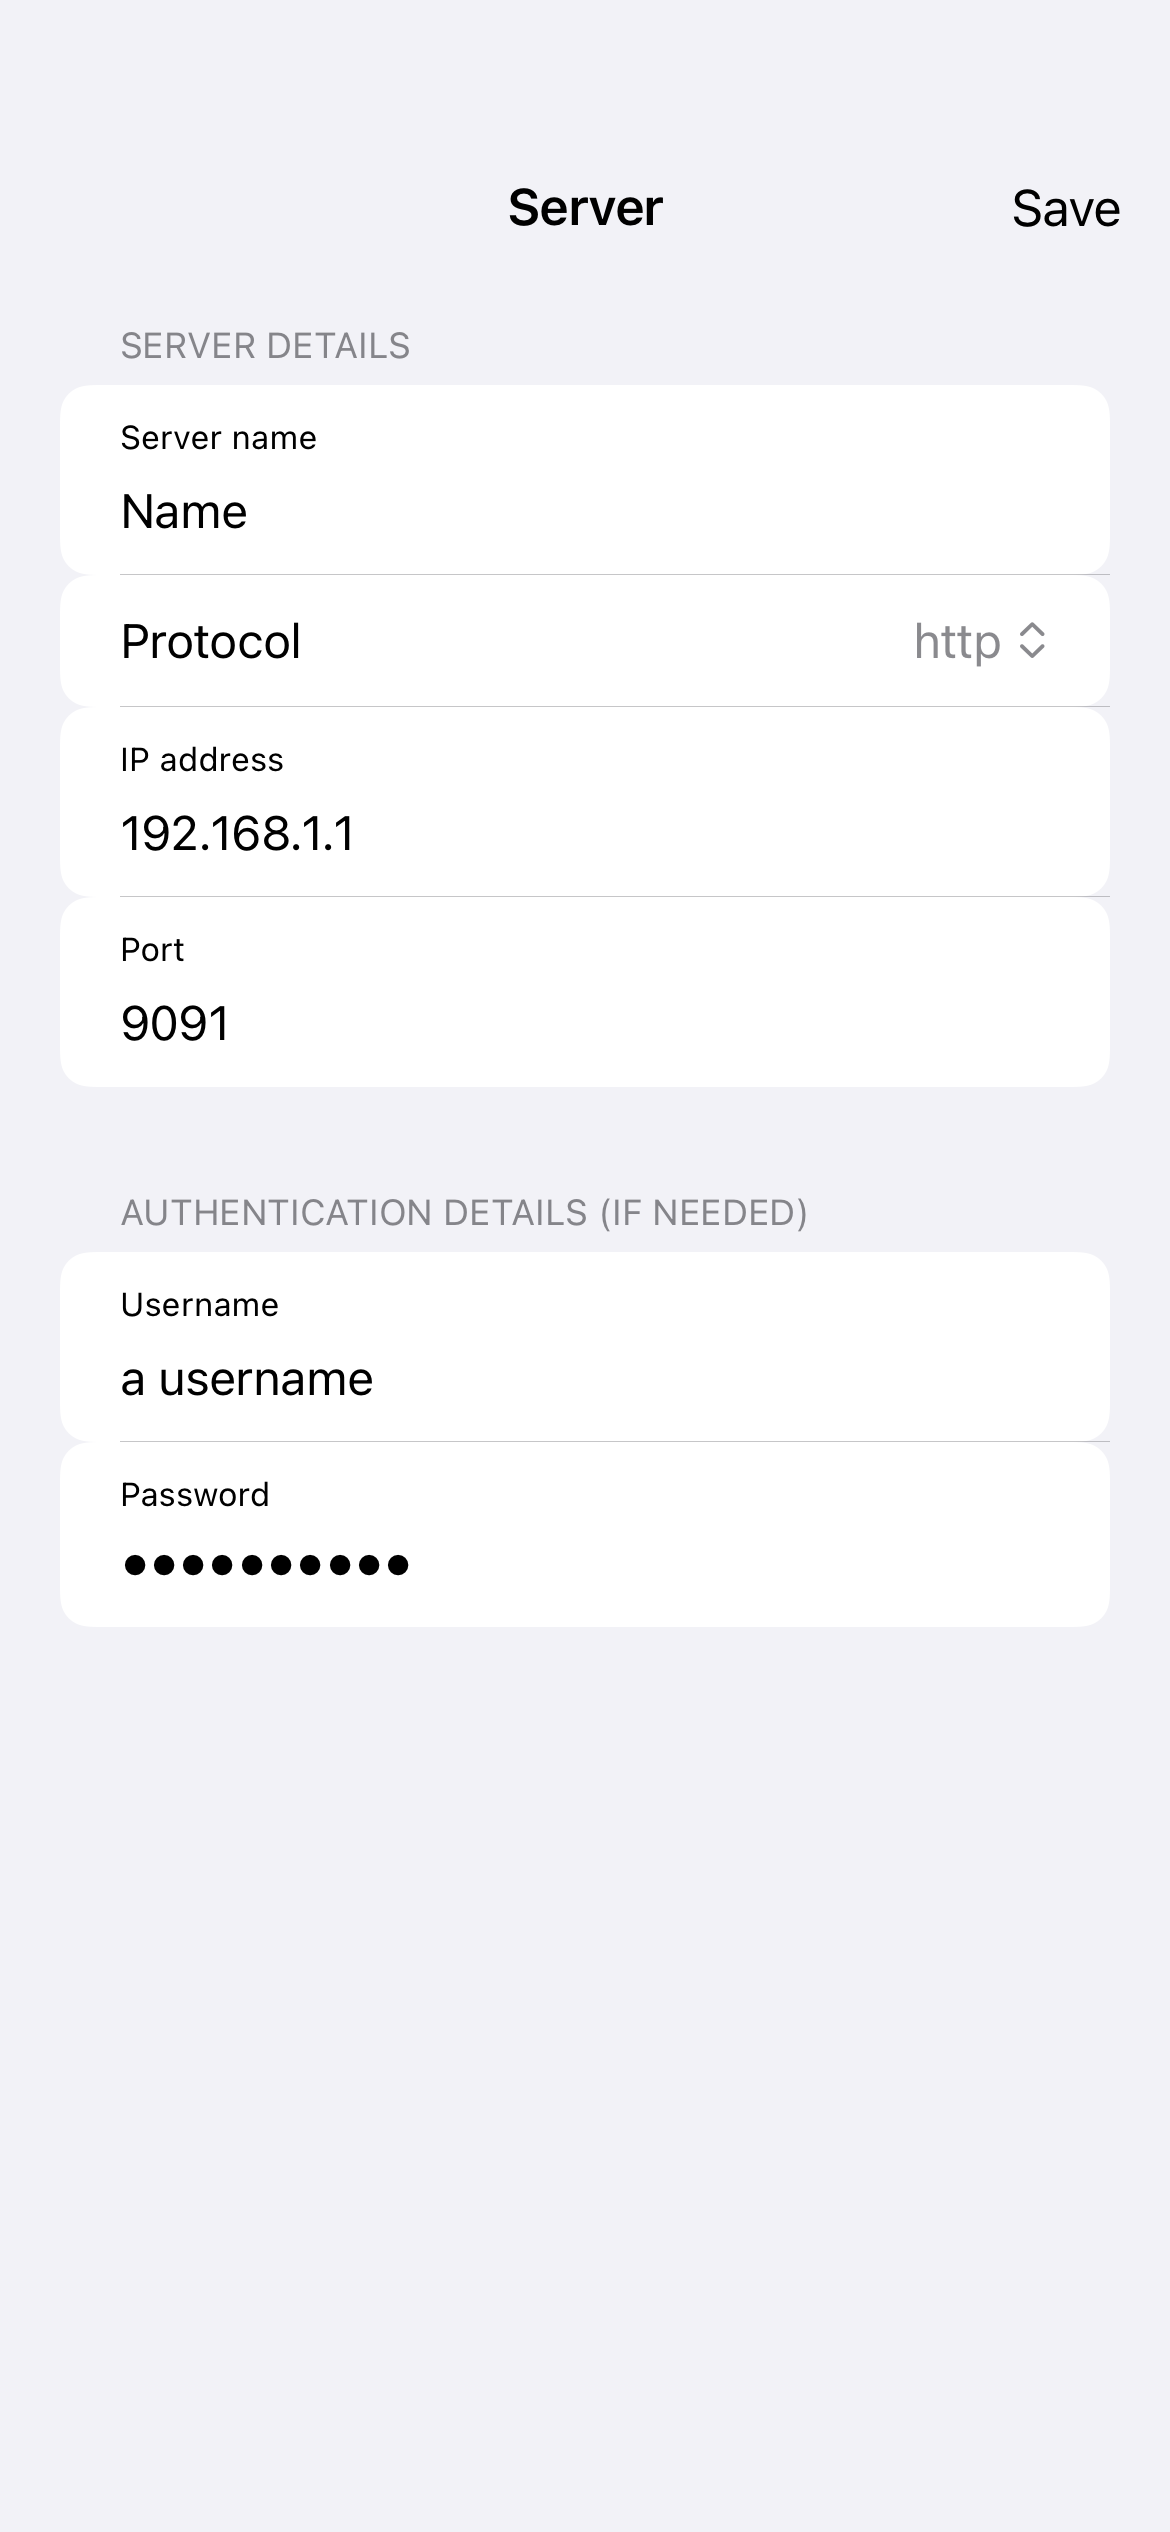 Server
Save
SERVER DETAILS
Server name
Name
Protocol
http
IP address
192.168.1.1
Port
9091
AUTHENTICATION DETAILS (IF NEEDED)
Username
a username
Password
●●●●●●●●●●